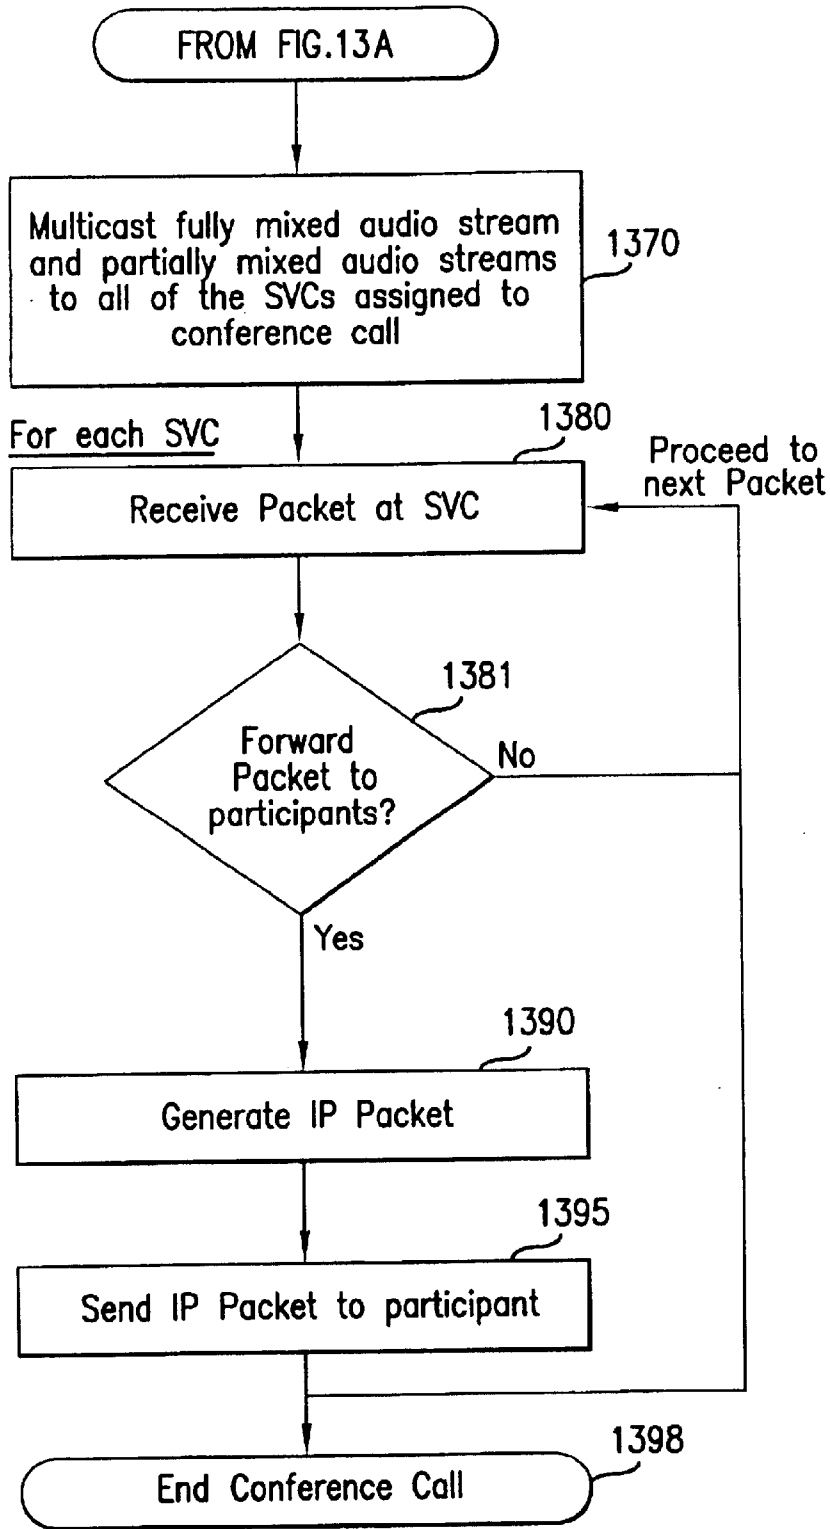 FROM FIG.13A
Multicast fully mixed audio stream
and partially mixed audio streams
to all of the SVCs assigned to
conference call
1370
For each SVC
1380
Proceed to
next Packet
Receive Packet at SVC
1381
Forward
Packet to
participants?
No
Yes
1390
Generate IP Packet
1395
Send IP Packet to participant
1398
End Conference Call